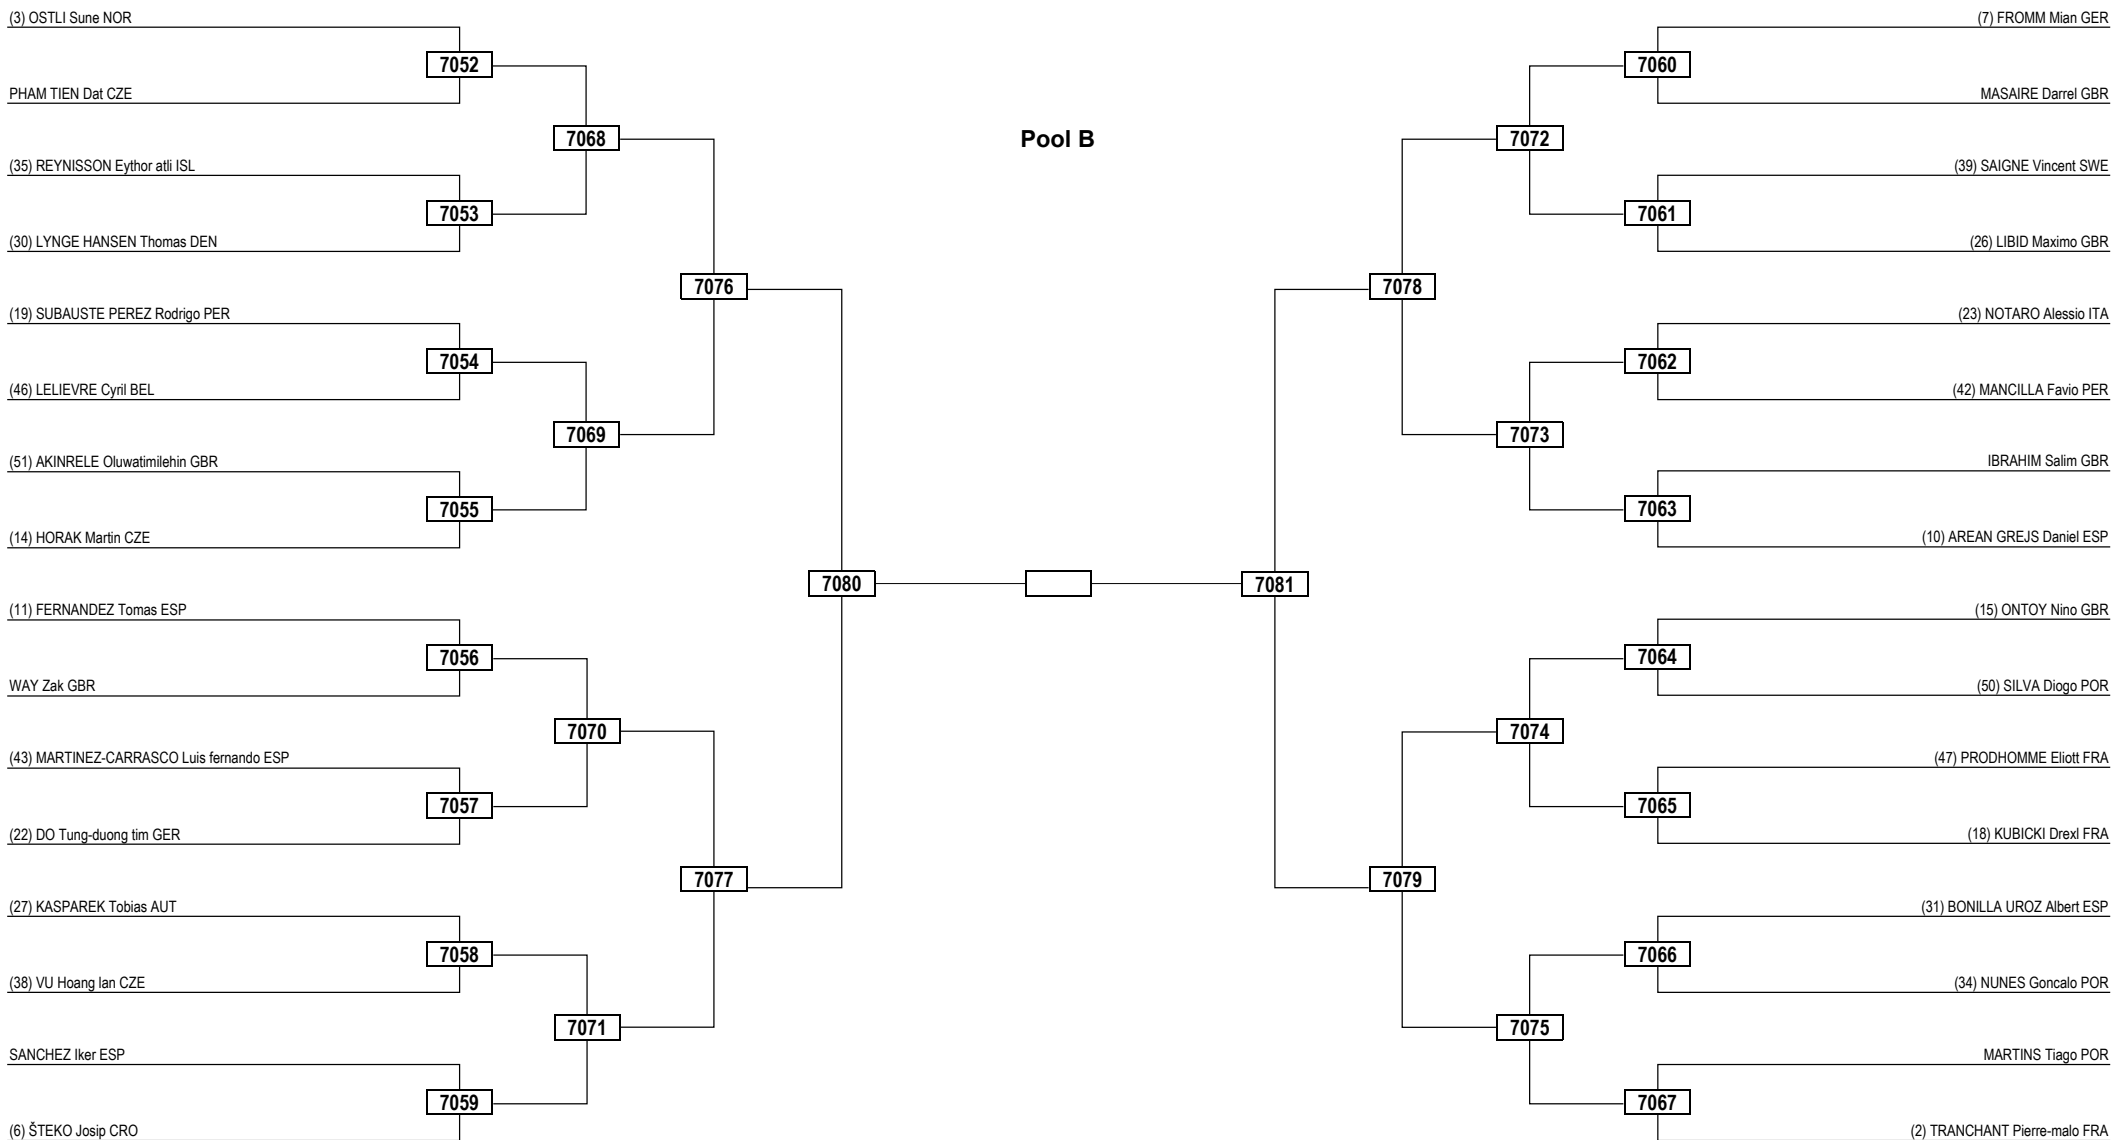 (3) OSTLI Sune NOR
7052
PHAM TIEN Dat CZE
7068
(35) REYNISSON Eythor atli ISL
7053
(30) LYNGE HANSEN Thomas DEN
7076
(19) SUBAUSTE PEREZ Rodrigo PER
7054
(46) LELIEVRE Cyril BEL
7069
(51) AKINRELE Oluwatimilehin GBR
7055
(14) HORAK Martin CZE
7080
(11) FERNANDEZ Tomas ESP
7056
WAY Zak GBR
7070
(43) MARTINEZ-CARRASCO Luis fernando ESP
7057
(22) DO Tung-duong tim GER
7077
(27) KASPAREK Tobias AUT
7058
(38) VU Hoang lan CZE
7071
SANCHEZ Iker ESP
7059
(6) ŠTEKO Josip CRO
Pool B
(7) FROMM Mian GER
7060
MASAIRE Darrel GBR
7072
(39) SAIGNE Vincent SWE
7061
(26) LIBID Maximo GBR
7078
(23) NOTARO Alessio ITA
7062
(42) MANCILLA Favio PER
7073
IBRAHIM Salim GBR
7063
(10) AREAN GREJS Daniel ESP
7081
(15) ONTOY Nino GBR
7064
(50) SILVA Diogo POR
7074
(47) PRODHOMME Eliott FRA
7065
(18) KUBICKI Drexl FRA
7079
(31) BONILLA UROZ Albert ESP
7066
(34) NUNES Goncalo POR
7075
MARTINS Tiago POR
7067
(2) TRANCHANT Pierre-malo FRA